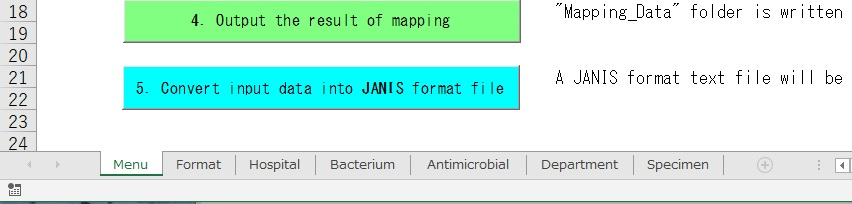 18
4. Output the result of mapping
"Mapping_Data" folder is written
19
20
21
5. Convert input data into JANIS format file
A JANIS format text file will be
22
23
24
Menu Format Hospital Bacterium Antimicrobial Department Specimen